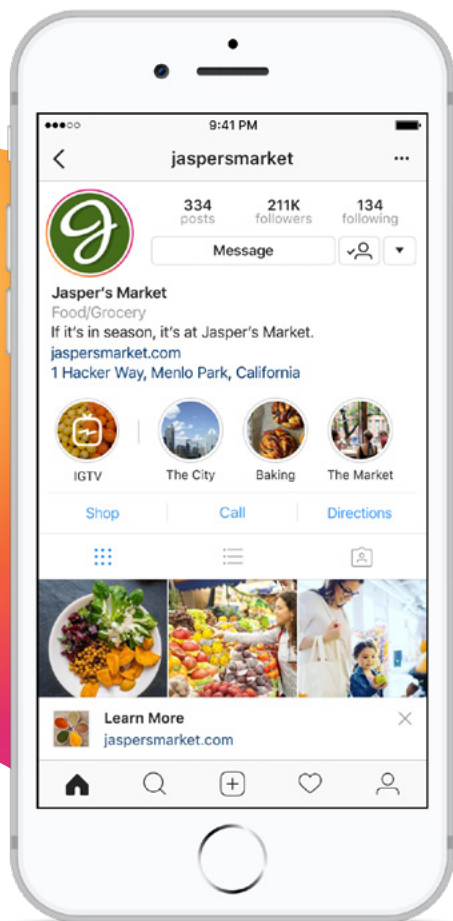 9:41 PM
jaspersmarket
334 211K 134
posts followers following
Message
Jasper's Market
Food/Grocery
If it's in season, it's at Jasper's Market.
jaspersmarket.com
1 Hacker Way, Menlo Park, California
IGTV The City Baking The Market
Shop Call Directions
Learn More
jaspersmarket.com